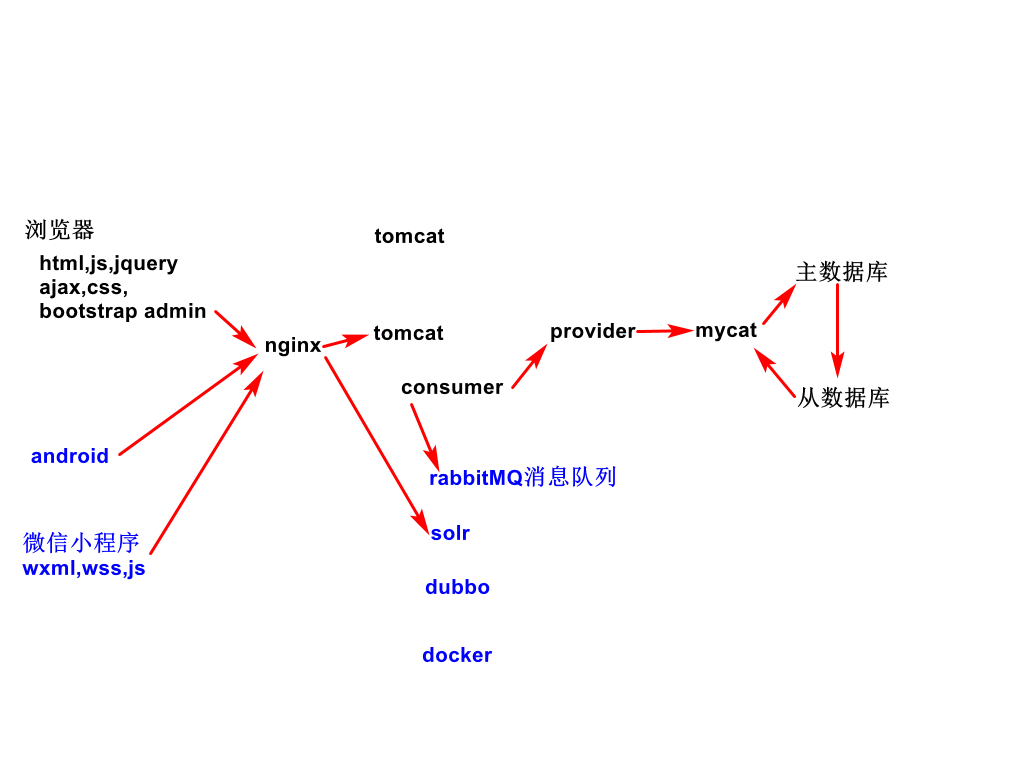 浏览器
html,js,jquery
ajax,css,
bootstrap admin
android
微信小程序
wxml,wss,js
nginx
tomcat
tomcat
consumer
rabbitMQ消息队列
solr
dubbo
docker
provider
mycat
主数据库
从数据库